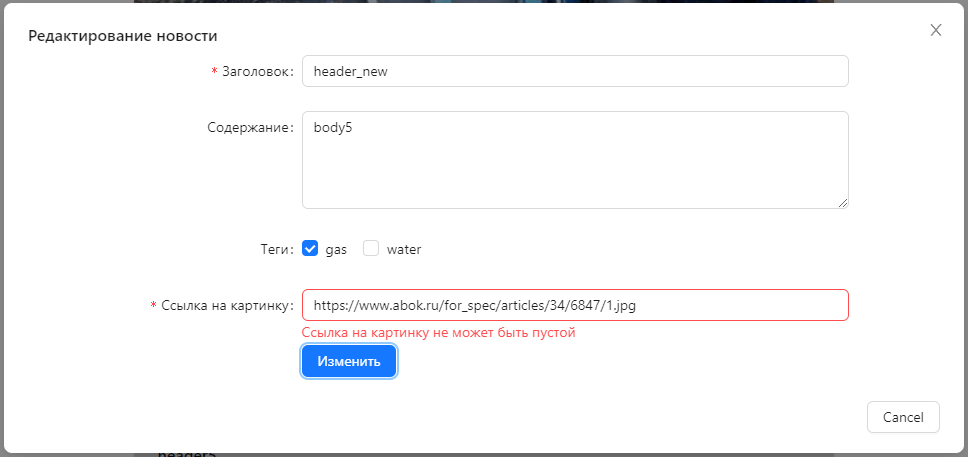 Редактирование новости
* Заголовок: header_new
Содержание: body5
Теги: gas water
* Ссылка на картинку: https://www.abok.ru/for_spec/articles/34/6847/1.jpg
Ссылка на картинку не может быть пустой
Изменить
Cancel
header5